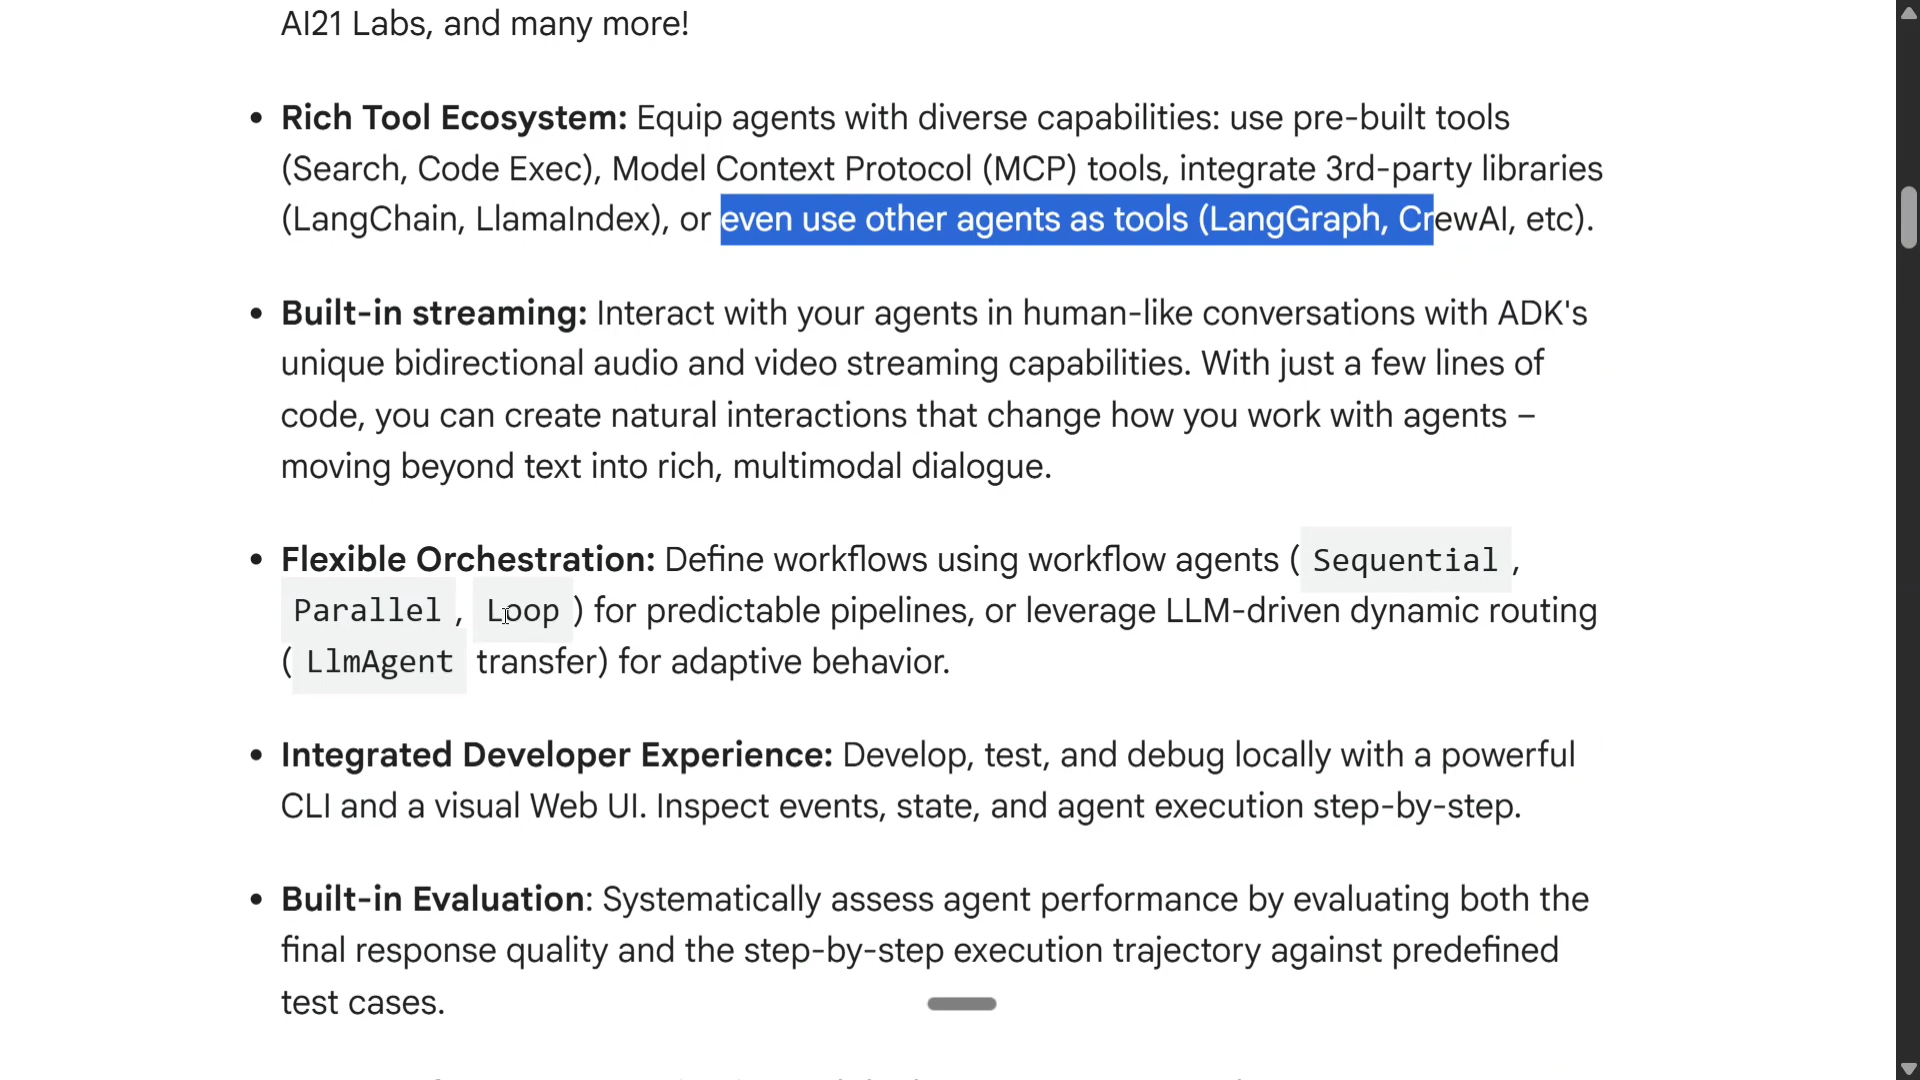 AI21 Labs, and many more!
• Rich Tool Ecosystem: Equip agents with diverse capabilities: use pre-built tools
(Search, Code Exec), Model Context Protocol (MCP) tools, integrate 3rd-party libraries
(LangChain, LlamaIndex), or even use other agents as tools (LangGraph, CrewAI, etc).
• Built-in streaming: Interact with your agents in human-like conversations with ADK's
unique bidirectional audio and video streaming capabilities. With just a few lines of
code, you can create natural interactions that change how you work with agents –
moving beyond text into rich, multimodal dialogue.
• Flexible Orchestration: Define workflows using workflow agents ( Sequential ,
Parallel , Loop ) for predictable pipelines, or leverage LLM-driven dynamic routing
( LlmAgent transfer) for adaptive behavior.
• Integrated Developer Experience: Develop, test, and debug locally with a powerful
CLI and a visual Web UI. Inspect events, state, and agent execution step-by-step.
• Built-in Evaluation: Systematically assess agent performance by evaluating both the
final response quality and the step-by-step execution trajectory against predefined
test cases.